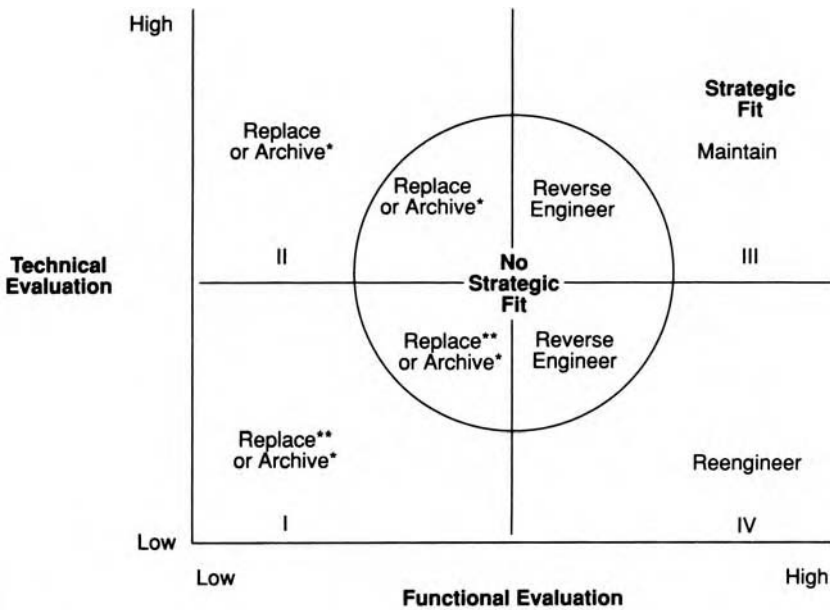 High
Strategic
Fit
Replace
or Archive*
Maintain
Replace
or Archive*
Reverse
Engineer
II
No
Strategic
Fit
III
Technical
Evaluation
Replace**
or Archive*
Reverse
Engineer
Replace**
or Archive*
Reengineer
I
IV
Low
Low
High
Functional Evaluation